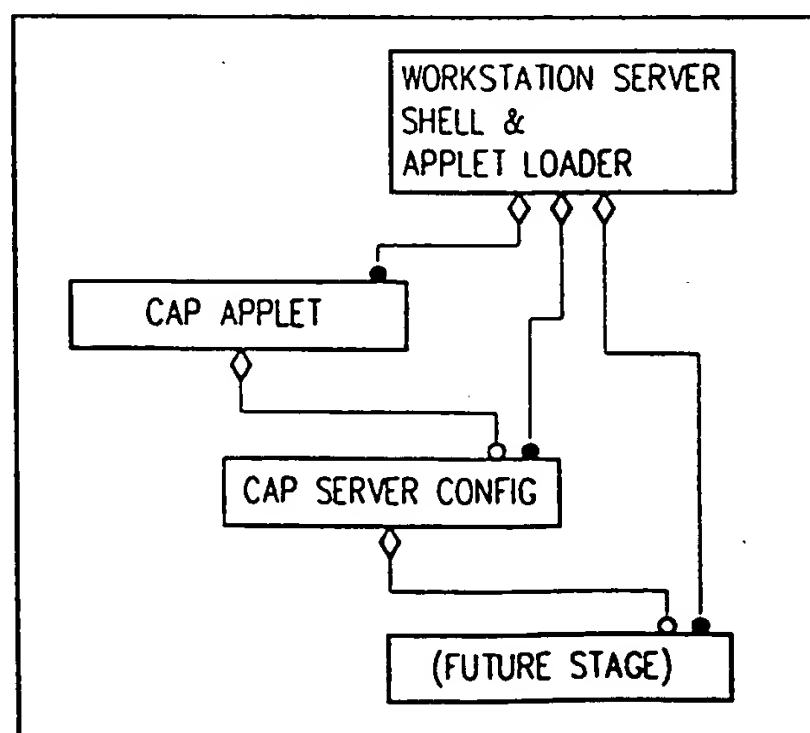 WORKSTATION SERVER
SHELL &
APPLET LOADER
CAP APPLET
CAP SERVER CONFIG
(FUTURE STAGE)